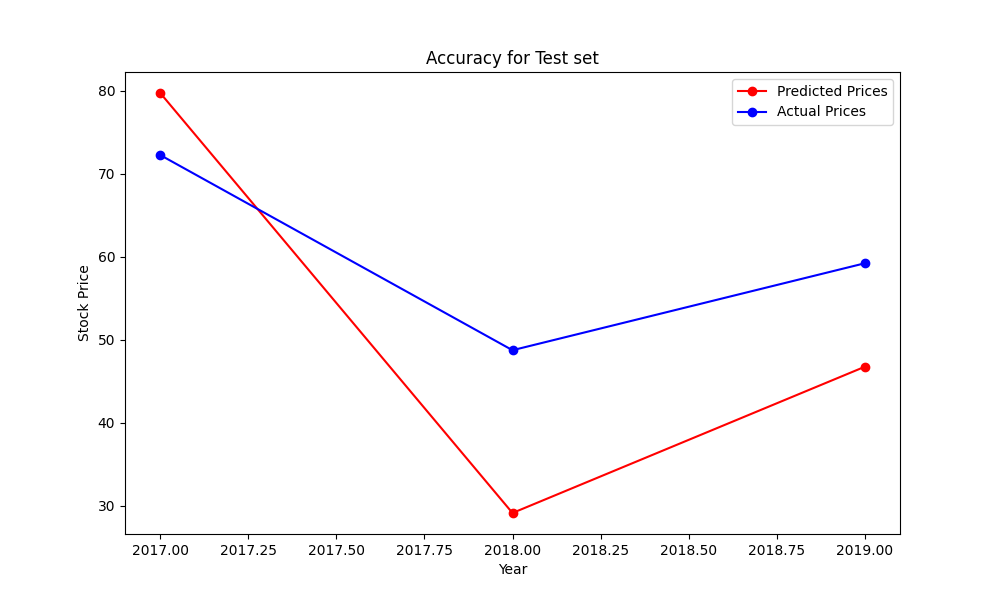 Accuracy for Test set
Predicted Prices
Actual Prices
80
70
60
50
40
30
Stock Price
2017.00 2017.25 2017.50 2017.75 2018.00 2018.25 2018.50 2018.75 2019.00
Year